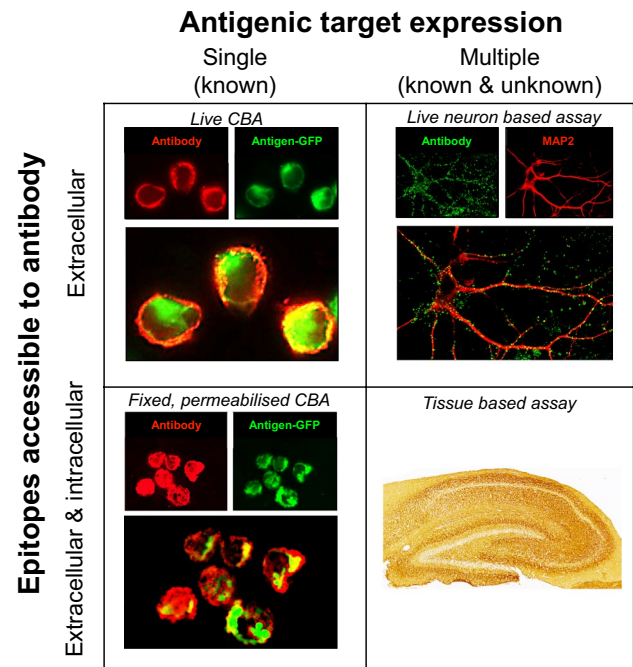 Antigenic target expression
Single
(known)
Multiple
(known & unknown)
Epitopes accessible to antibody
Extracellular
Extracellular & intracellular
Live CBA
Antibody
Antigen-GFP
Live neuron based assay
Antibody
MAP2
Fixed, permeabilised CBA
Antibody
Antigen-GFP
Tissue based assay